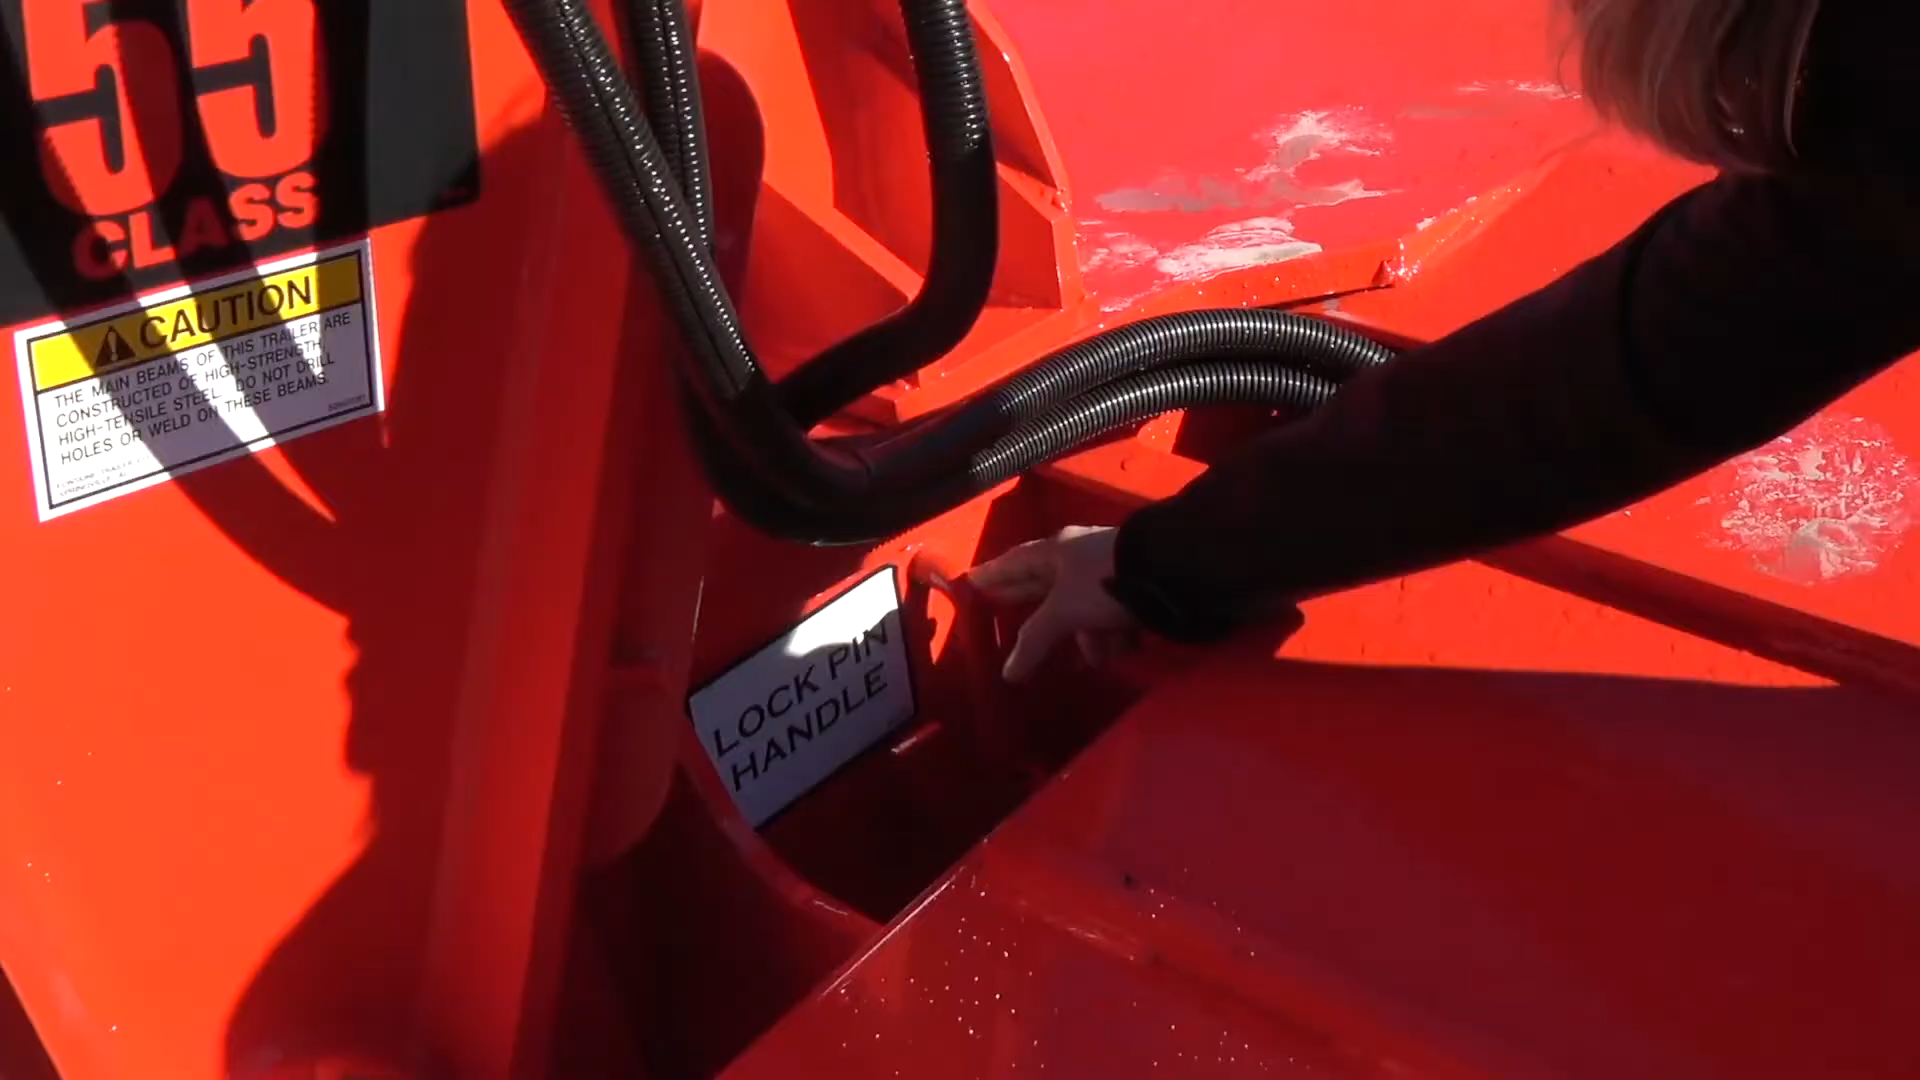 55
CLASS
CAUTION
THE MAIN BEAMS OF THIS TRAILER ARE
CONSTRUCTED OF HIGH-STRENGTH,
HIGH-TENSILE STEEL. DO NOT DRILL
HOLES OR WELD ON THESE BEAMS.
LOCK PIN
HANDLE